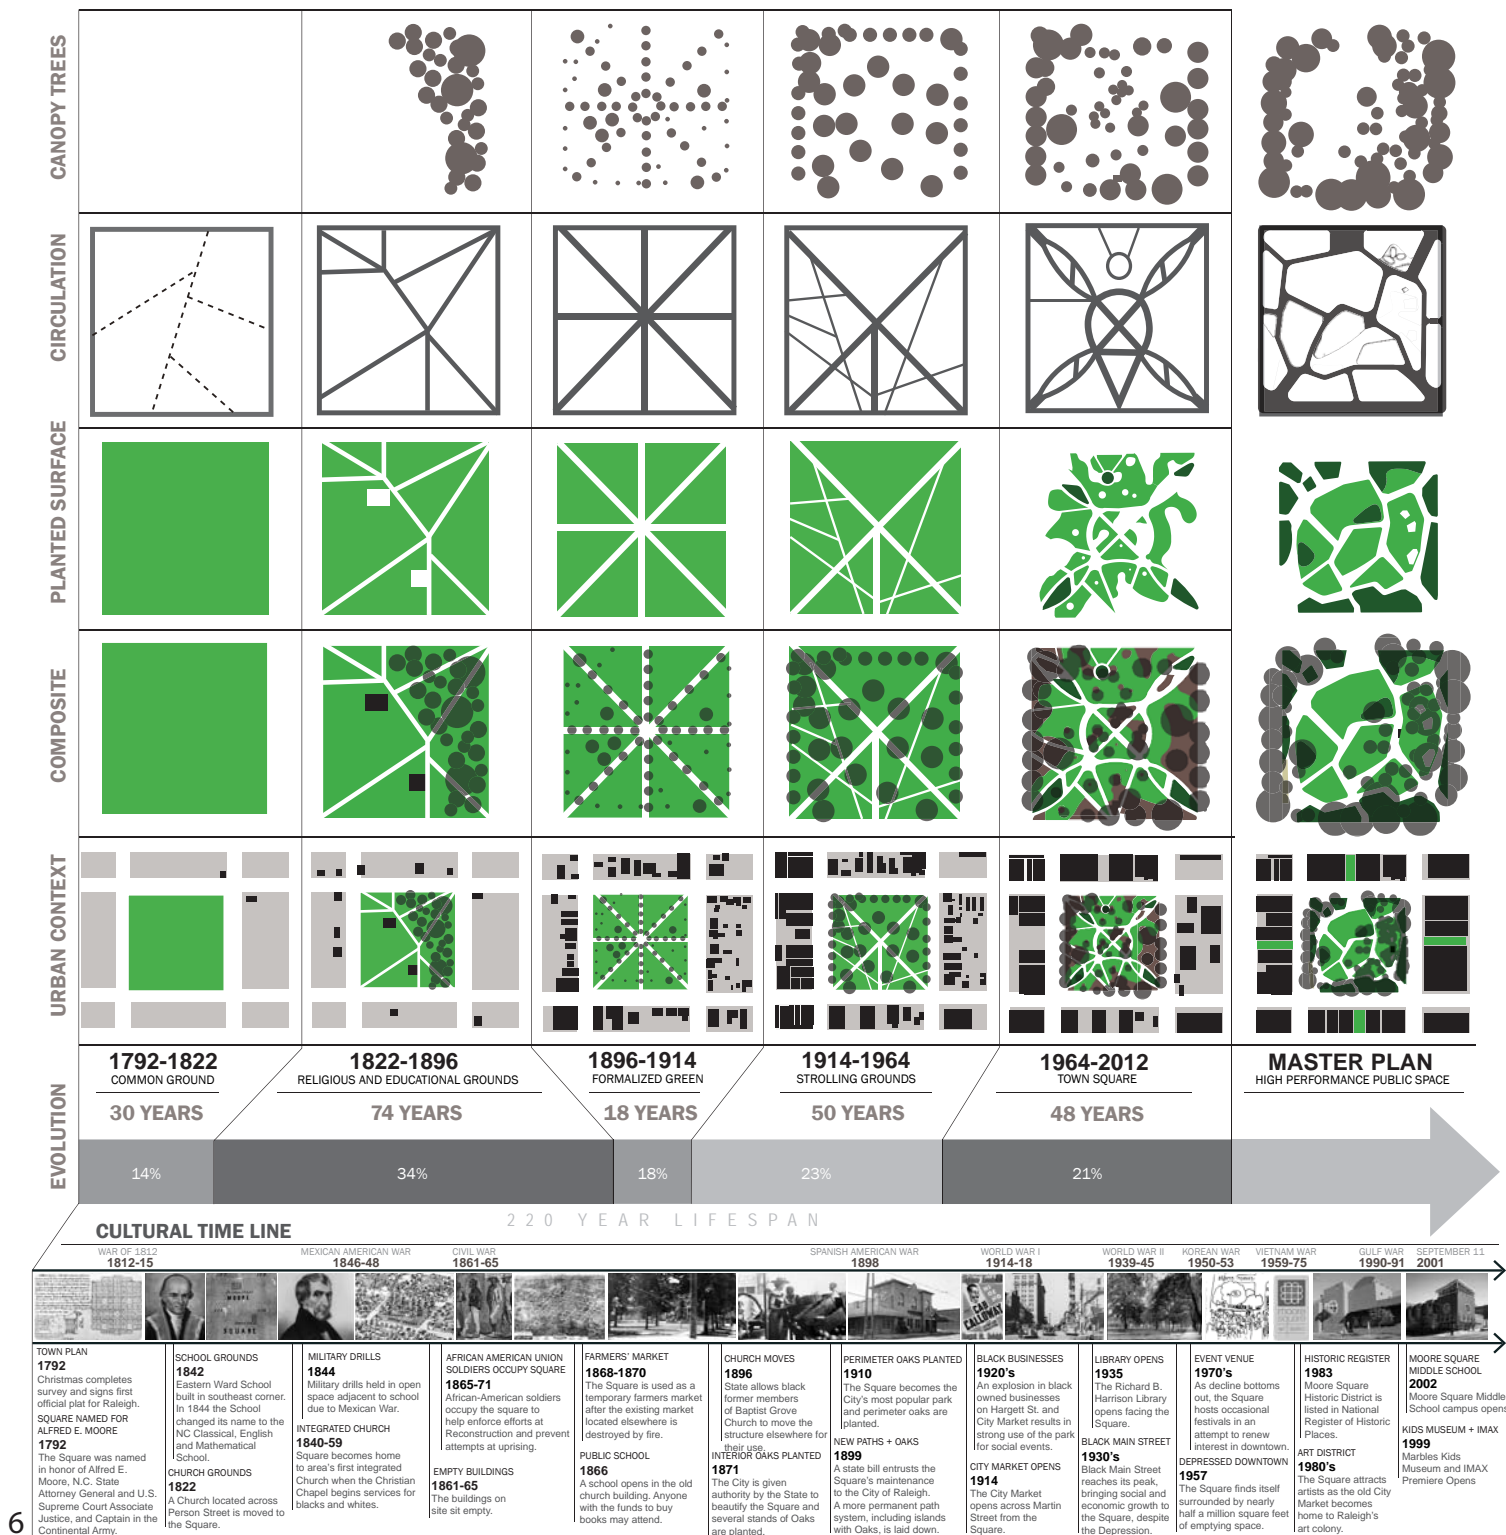 CANOPY TREES
CIRCULATION
PLANTED SURFACE
COMPOSITE
URBAN CONTEXT
EVOLUTION
1792-1822
COMMON GROUND
30 YEARS
1822-1896
RELIGIOUS AND EDUCATIONAL GROUNDS
74 YEARS
1896-1914
FORMALIZED GREEN
18 YEARS
1914-1964
STROLLING GROUNDS
50 YEARS
1964-2012
TOWN SQUARE
48 YEARS
MASTER PLAN
HIGH PERFORMANCE PUBLIC SPACE
14%
34%
18%
23%
21%
220 YEAR LIFESPAN
CULTURAL TIME LINE
WAR OF 1812
1812-15
MEXICAN AMERICAN WAR
1846-48
CIVIL WAR
1861-65
SPANISH AMERICAN WAR
1898
WORLD WAR I
1914-18
WORLD WAR II
1939-45
KOREAN WAR
1950-53
VIETNAM WAR
1959-75
GULF WAR
1990-91
SEPTEMBER 11
2001
MOORE
SQUARE
CAB
CALLOWAY
TOWN PLAN
1792
Christmas completes
survey and signs first
official plat for Raleigh.
SQUARE NAMED FOR
ALFRED E. MOORE
1792
The Square was named
in honor of Alfred E.
Moore, N.C. State
Attorney General and U.S.
Supreme Court Associate
Justice, and Captain in the
Continental Army.
SCHOOL GROUNDS
1842
Eastern Ward School
built in southeast corner.
In 1844 the School
changed its name to the
NC Classical, English
and Mathematical
School.
CHURCH GROUNDS
1822
A Church located across
Person Street is moved to
the Square.
MILITARY DRILLS
1844
Military drills held in open
space adjacent to school
due to Mexican War.
INTEGRATED CHURCH
1840-59
Square becomes home
to area's first integrated
Church when the Christian
Chapel begins services for
blacks and whites.
AFRICAN AMERICAN UNION
SOLDIERS OCCUPY SQUARE
1865-71
African-American soldiers
occupy the square to
help enforce efforts at
Reconstruction and prevent
attempts at uprising.
EMPTY BUILDINGS
1861-65
The buildings on
site sit empty.
FARMERS' MARKET
1868-1870
The Square is used as a
temporary farmers market
after the existing market
located elsewhere is
destroyed by fire.
PUBLIC SCHOOL
1866
A school opens in the old
church building. Anyone
with the funds to buy
books may attend.
CHURCH MOVES
1896
State allows black
former members
of Baptist Grove
Church to move the
structure elsewhere for
their use.
INTERIOR OAKS PLANTED
1871
The City is given
authority by the State to
beautify the Square and
several stands of Oaks
are planted.
PERIMETER OAKS PLANTED
1910
The Square becomes the
City's most popular park
and perimeter oaks are
planted.
NEW PATHS + OAKS
1899
A state bill entrusts the
Square's maintenance
to the City of Raleigh.
A more permanent path
system, including islands
with Oaks, is laid down.
BLACK BUSINESSES
1920's
An explosion in black
owned businesses
on Hargett St. and
City Market results in
strong use of the park
for social events.
CITY MARKET OPENS
1914
The City Market
opens across Martin
Street from the
Square.
LIBRARY OPENS
1935
The Richard B.
Harrison Library
opens facing the
Square.
BLACK MAIN STREET
1930's
Black Main Street
reaches its peak,
bringing social and
economic growth to
the Square, despite
the Depression.
EVENT VENUE
1970's
As decline bottoms
out, the Square
hosts occasional
festivals in an
attempt to renew
interest in downtown.
DEPRESSED DOWNTOWN
1957
The Square finds itself
surrounded by nearly
half a million square feet
of emptying space.
HISTORIC REGISTER
1983
Moore Square
Historic District is
listed in National
Register of Historic
Places.
ART DISTRICT
1980's
The Square attracts
artists as the old City
Market becomes
home to Raleigh's
art colony.
MOORE SQUARE
MIDDLE SCHOOL
2002
Moore Square Middle
School campus opens
KIDS MUSEUM + IMAX
1999
Marbles Kids
Museum and IMAX
Premiere Opens
6